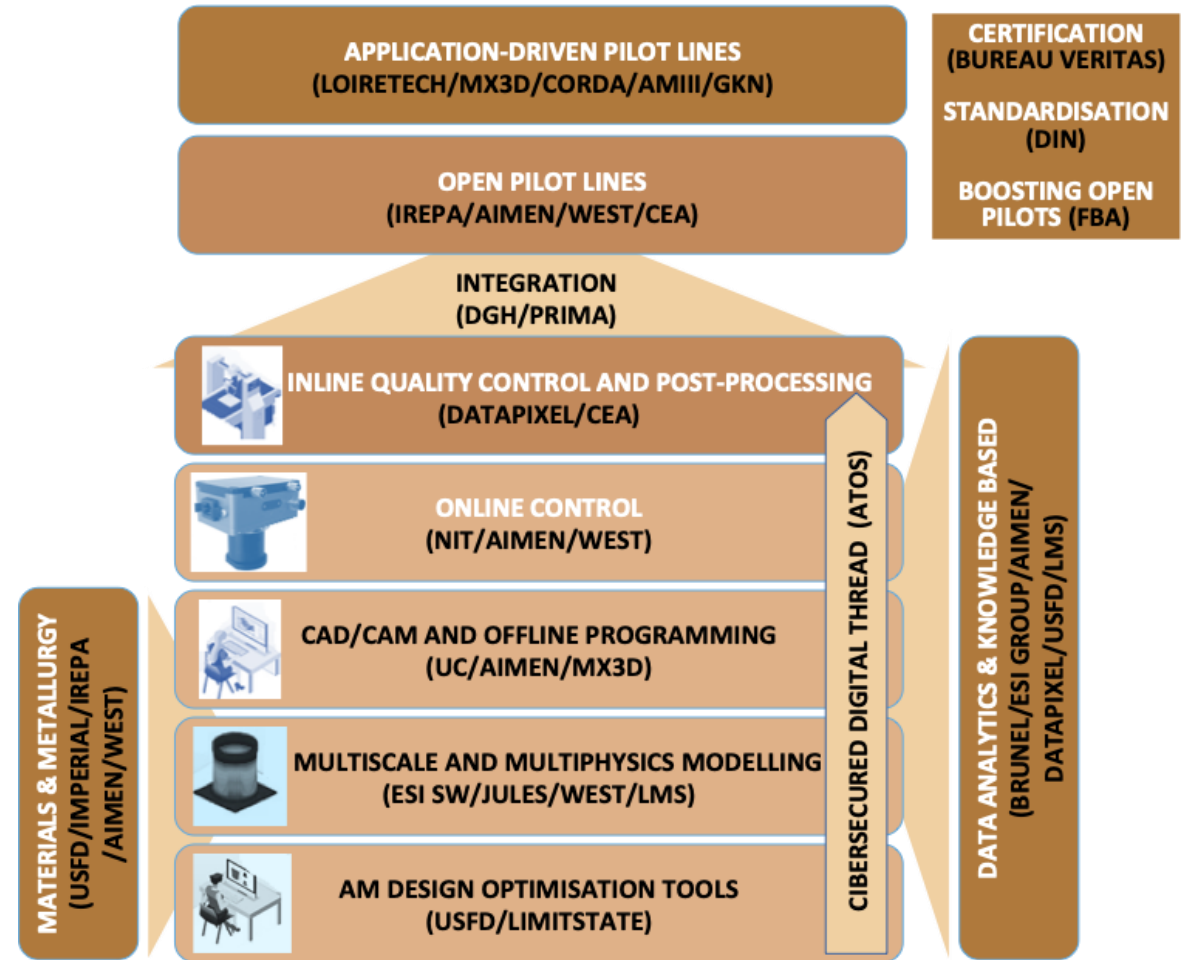 APPLICATION-DRIVEN PILOT LINES
(LOIRETECH/MX3D/CORDA/AMIII/GKN)
OPEN PILOT LINES
(IREPA/AIMEN/WEST/CEA)
CERTIFICATION
(BUREAU VERITAS)
STANDARDISATION
(DIN)
BOOSTING OPEN
PILOTS (FBA)
INTEGRATION
(DGH/PRIMA)
INLINE QUALITY CONTROL AND POST-PROCESSING
(DATAPIXEL/CEA)
ONLINE CONTROL
(NIT/AIMEN/WEST)
CAD/CAM AND OFFLINE PROGRAMMING
(UC/AIMEN/MX3D)
MULTISCALE AND MULTIPHYSICS MODELLING
(ESI SW/JULES/WEST/LMS)
AM DESIGN OPTIMISATION TOOLS
(USFD/LIMITSTATE)
MATERIALS & METALLURGY
(USFD/IMPERIAL/IREPA
/AIMEN/WEST)
CIBERSECURED DIGITAL THREAD (ATOS)
DATA ANALYTICS & KNOWLEDGE BASED
(BRUNEL/ESI GROUP/AIMEN/
DATAPIXEL/USFD/LMS)